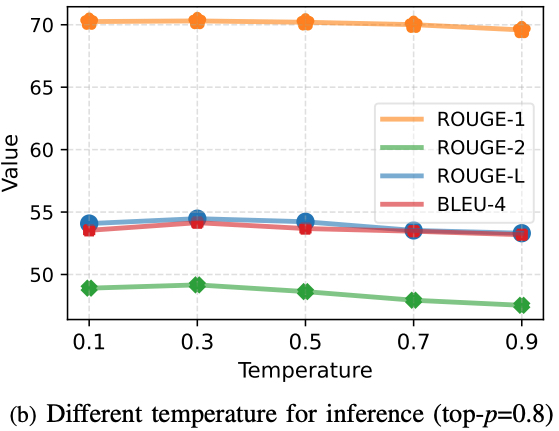 70
65
60
55
50
Value
ROUGE-1
ROUGE-2
ROUGE-L
BLEU-4
0.1 0.3 0.5 0.7 0.9
Temperature
(b) Different temperature for inference (top-p=0.8)